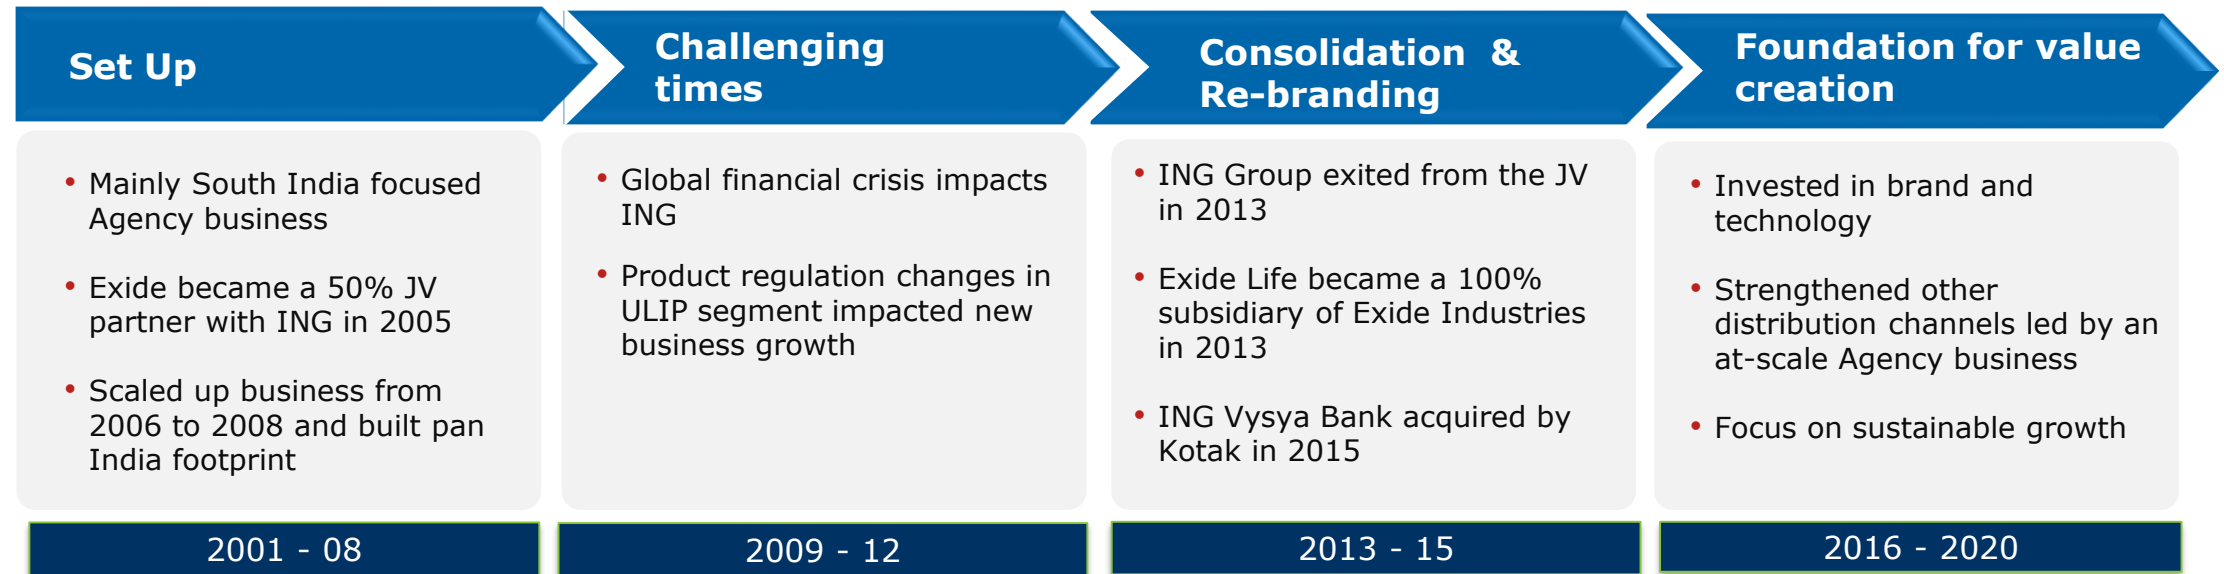 Set Up
Challenging
times
Consolidation & 
Re-branding
Foundation for value
creation
• Mainly South India focused
Agency business
• Exide became a 50% JV
partner with ING in 2005
• Scaled up business from
2006 to 2008 and built pan
India footprint
• Global financial crisis impacts
ING
• Product regulation changes in
ULIP segment impacted new
business growth
• ING Group exited from the JV
in 2013
• Exide Life became a 100%
subsidiary of Exide Industries
in 2013
• ING Vysya Bank acquired by
Kotak in 2015
• Invested in brand and
technology
• Strengthened other
distribution channels led by an
at-scale Agency business
• Focus on sustainable growth
2001 - 08
2009 - 12
2013 - 15
2016 - 2020